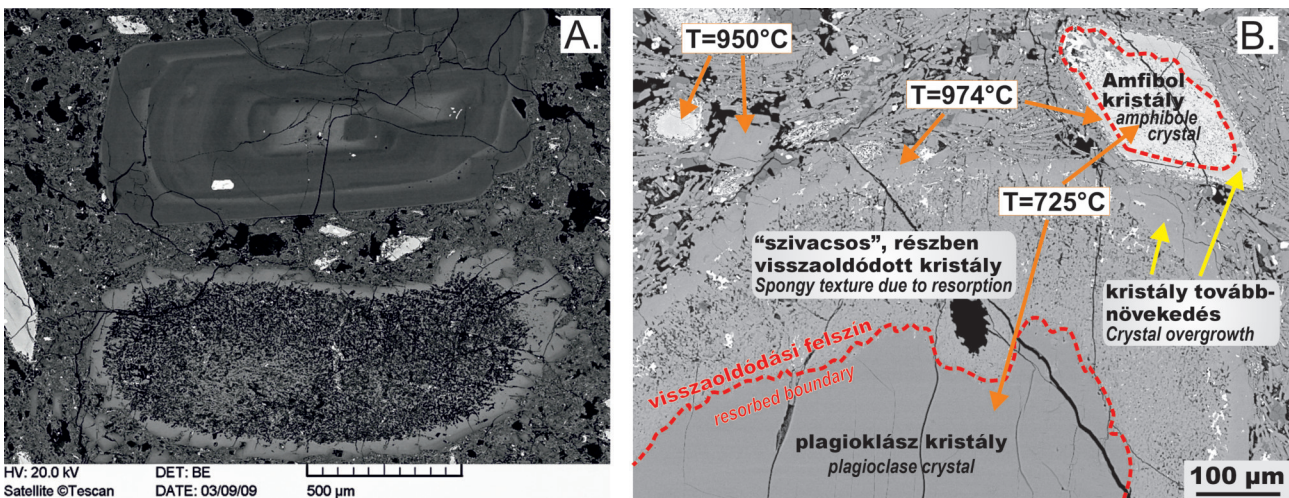 A.
HV: 20.0 kV
DET: BE
Satellite ©Tescan
DATE: 03/09/09
500 µm
B.
T=950°C
T=974°C
Amfibol
kristály
amphibole
crystal
T=725°C
“szivacsos”, részben
visszaoldódott kristály
Spongy texture due to resorption
kristály tovább-
növekedés
Crystal overgrowth
visszaoldódási felszín
resorbed boundary
plagioklász kristály
plagioclase crystal
100 µm